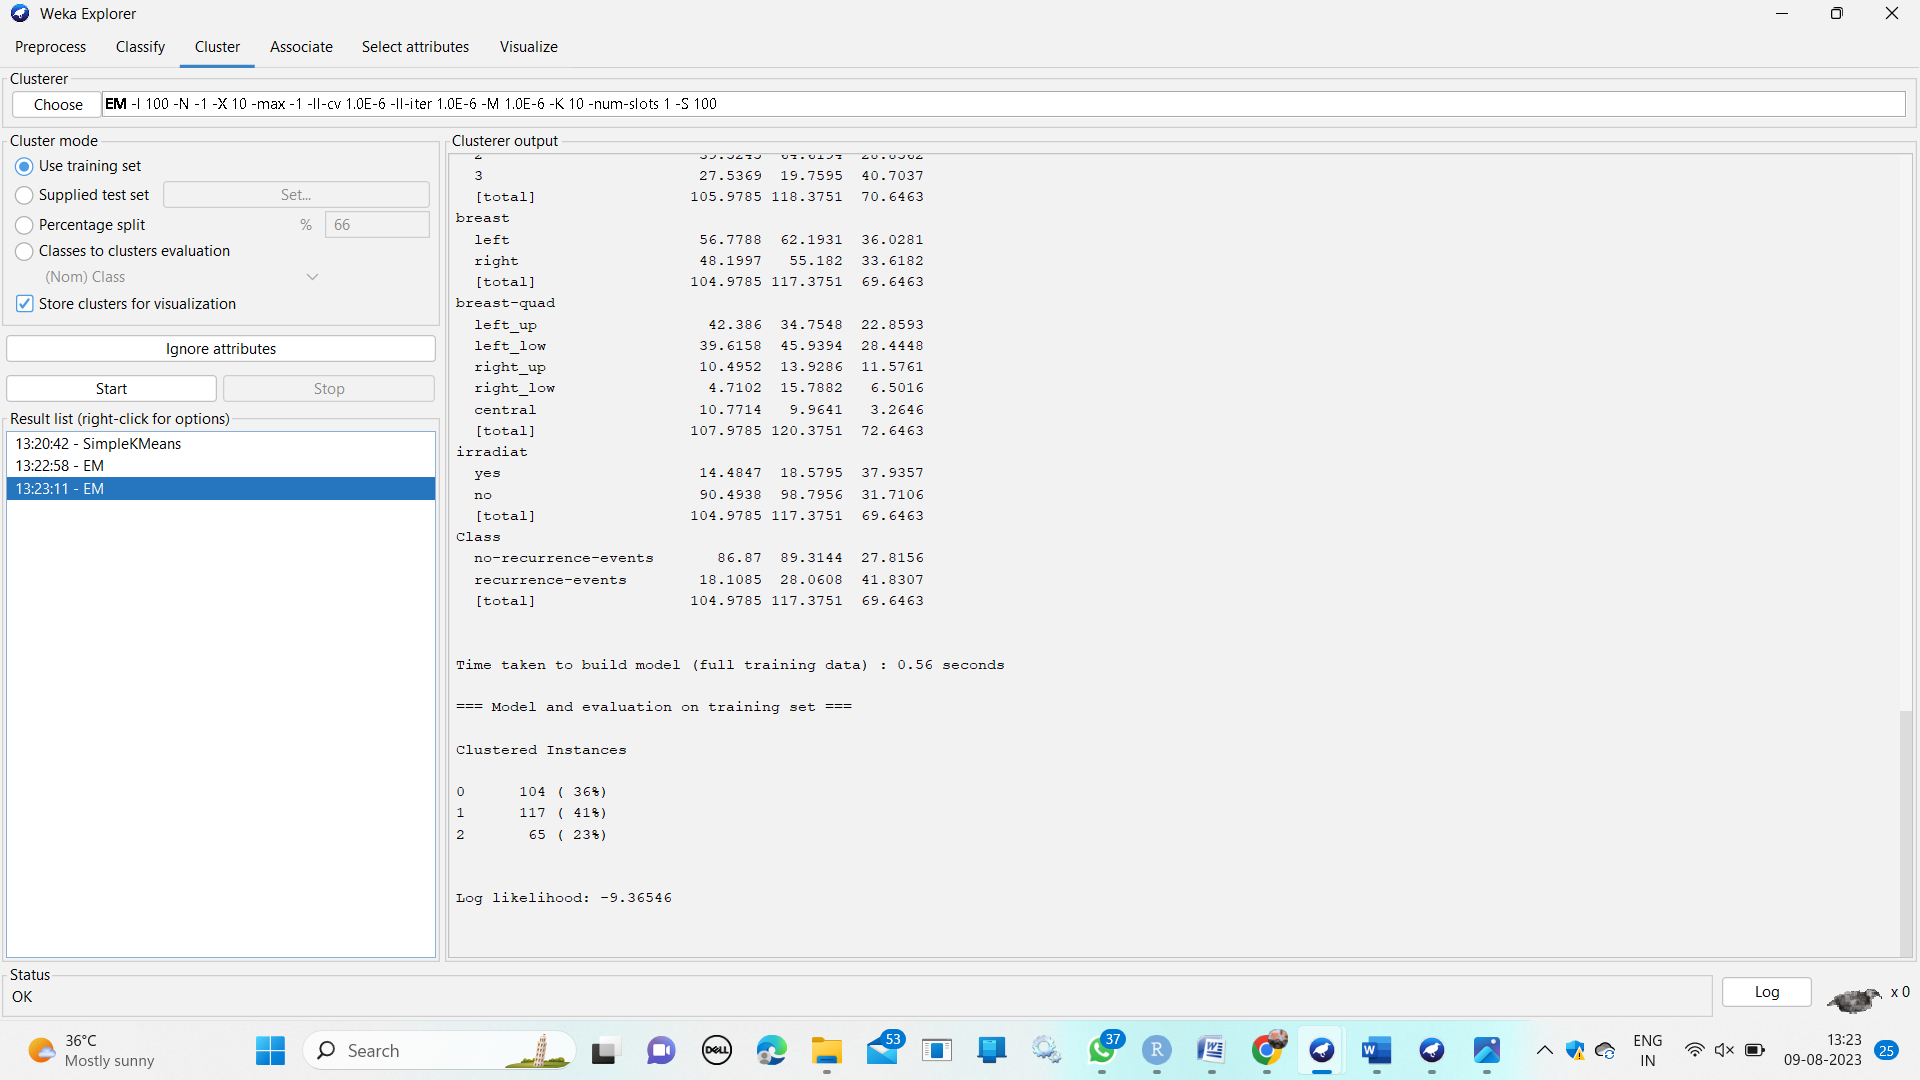 Weka Explorer
Preprocess Classify Cluster Associate Select attributes Visualize
Clusterer
Choose EM -I 100 -N -1 -X 10 -max -1 -ll-cv 1.0E-6 -ll-iter 1.0E-6 -M 1.0E-6 -K 10 -num-slots 1 -S 100
Cluster mode
Use training set
Supplied test set Set...
Percentage split % 66
Classes to clusters evaluation
(Nom) Class
Store clusters for visualization
Ignore attributes
Start Stop
Result list (right-click for options)
13:20:42 - SimpleKMeans
13:22:58 - EM
13:23:11 - EM
Clusterer output
3 27.5369 19.7595 40.7037
[total] 105.9785 118.3751 70.6463
breast
left 56.7788 62.1931 36.0281
right 48.1997 55.182 33.6182
[total] 104.9785 117.3751 69.6463
breast-quad
left_up 42.386 34.7548 22.8593
left_low 39.6158 45.9394 28.4448
right_up 10.4952 13.9286 11.5761
right_low 4.7102 15.7882 6.5016
central 10.7714 9.9641 3.2646
[total] 107.9785 120.3751 72.6463
irradiat
yes 14.4847 18.5795 37.9357
no 90.4938 98.7956 31.7106
[total] 104.9785 117.3751 69.6463
Class
no-recurrence-events 86.87 89.3144 27.8156
recurrence-events 18.1085 28.0608 41.8307
[total] 104.9785 117.3751 69.6463
Time taken to build model (full training data) : 0.56 seconds
=== Model and evaluation on training set ===
Clustered Instances
0 104 ( 36%)
1 117 ( 41%)
2 65 ( 23%)
Log likelihood: -9.36546
Status
OK
Log x 0
36°C
Mostly sunny
Search
DELL
53
37
R
W
ENG
IN
13:23
09-08-2023
25